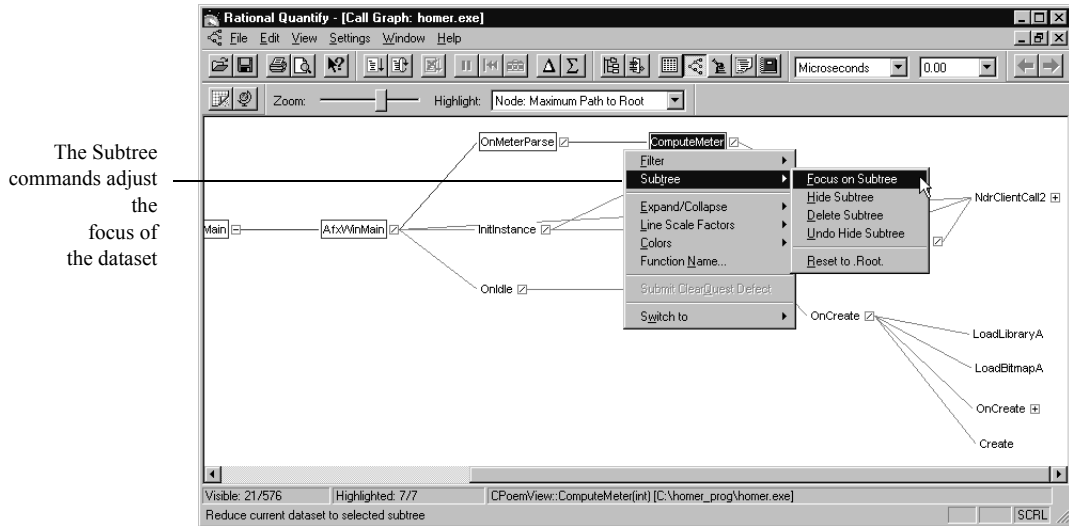 Rational Quantify - [Call Graph: homer.exe]
File Edit View Settings Window Help
Microseconds 0.00
Zoom: Highlight: Node: Maximum Path to Root
The Subtree
commands adjust
the
focus of
the dataset
OnMeterParse ComputeMeter
Filter
Subtree
Expand/Collapse
Line Scale Factors
Colors
Function Name...
Submit ClearQuest Defect
Switch to
Focus on Subtree
Hide Subtree
Delete Subtree
Undo Hide Subtree
Reset to .Root.
NdrClientCall2
Main AfxWinMain InitInstance
OnIdle
OnCreate
LoadLibraryA
LoadBitmapA
OnCreate
Create
Visible: 21/576 Highlighted: 7/7 CPoemView::ComputeMeter(int) [C:\homer_prog\homer.exe]
Reduce current dataset to selected subtree SCRL